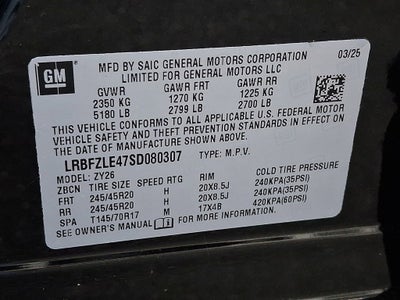 GM
MFD BY SAIC GENERAL MOTORS CORPORATION 03/25
LIMITED FOR GENERAL MOTORS LLC
GVWR GAWR FRT GAWR RR
2350 KG 1270 KG 1225 KG
5180 LB 2799 LB 2700 LB
THIS VEHICLE CONFORMS TO ALL APPLICABLE U.S. FEDERAL MOTOR
VEHICLE SAFETY, BUMPER, AND THEFT PREVENTION STANDARDS
IN EFFECT ON THE DATE OF MANUFACTURE SHOWN ABOVE.
LRBFZLE47SD080307 TYPE: M.P.V.
MODEL: ZY26
ZBCN TIRE SIZE SPEED RTG RIM COLD TIRE PRESSURE
FRT 245/45R20 H 20X8.5J 240KPA(35PSI)
RR 245/45R20 H 20X8.5J 240KPA(35PSI)
SPA T145/70R17 M 17X4B 420KPA(60PSI)
SEE OWNER'S MANUAL FOR MORE INFORMATION.